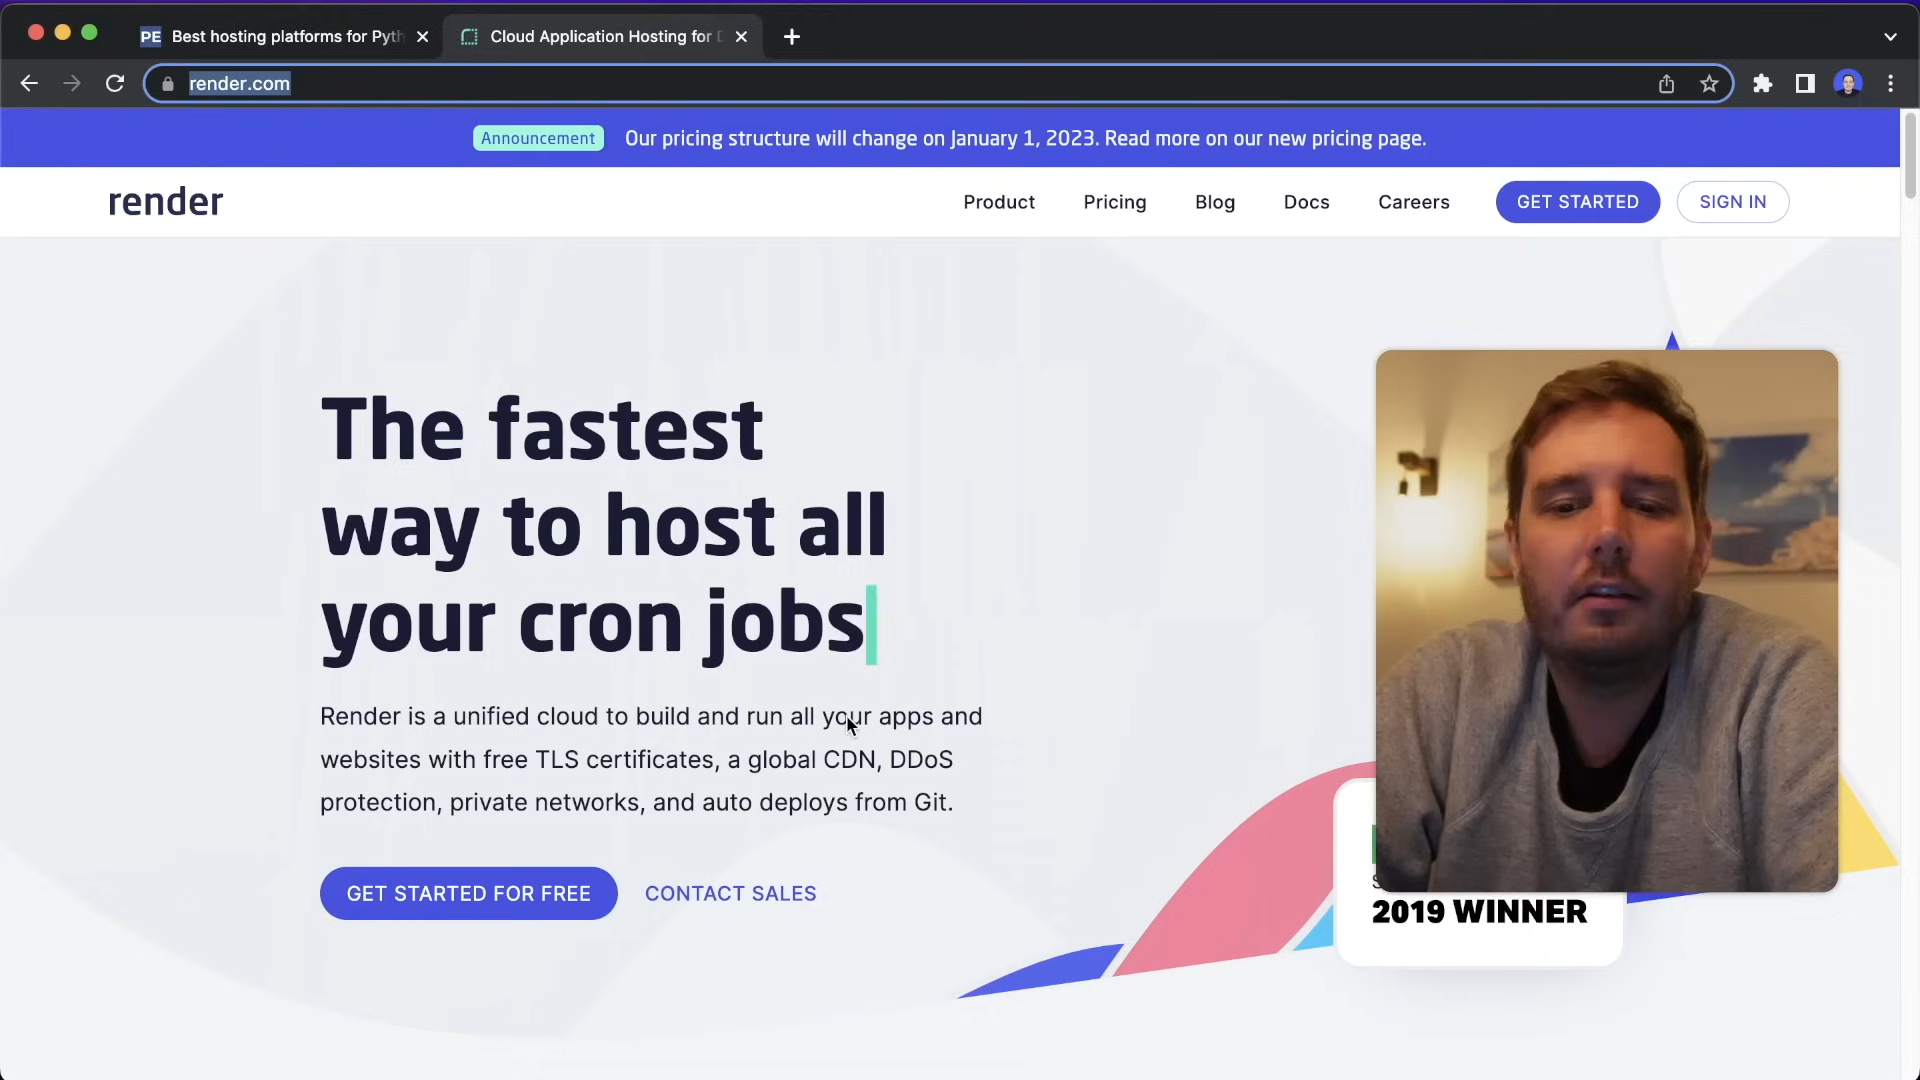 PE Best hosting platforms for Pyth
Cloud Application Hosting for D
render.com
Announcement Our pricing structure will change on January 1, 2023. Read more on our new pricing page.
render
Product Pricing Blog Docs Careers GET STARTED SIGN IN
The fastest
way to host all
your cron jobs
Render is a unified cloud to build and run all your apps and
websites with free TLS certificates, a global CDN, DDoS
protection, private networks, and auto deploys from Git.
GET STARTED FOR FREE CONTACT SALES
2019 WINNER